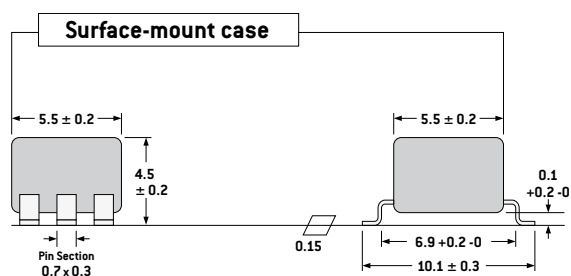 Surface-mount case
5.5 ± 0.2
5.5 ± 0.2
4.5
± 0.2
0.1
+0.2 -0
0.15
6.9 +0.2 -0
Pin Section
0.7 x 0.3
10.1 ± 0.3